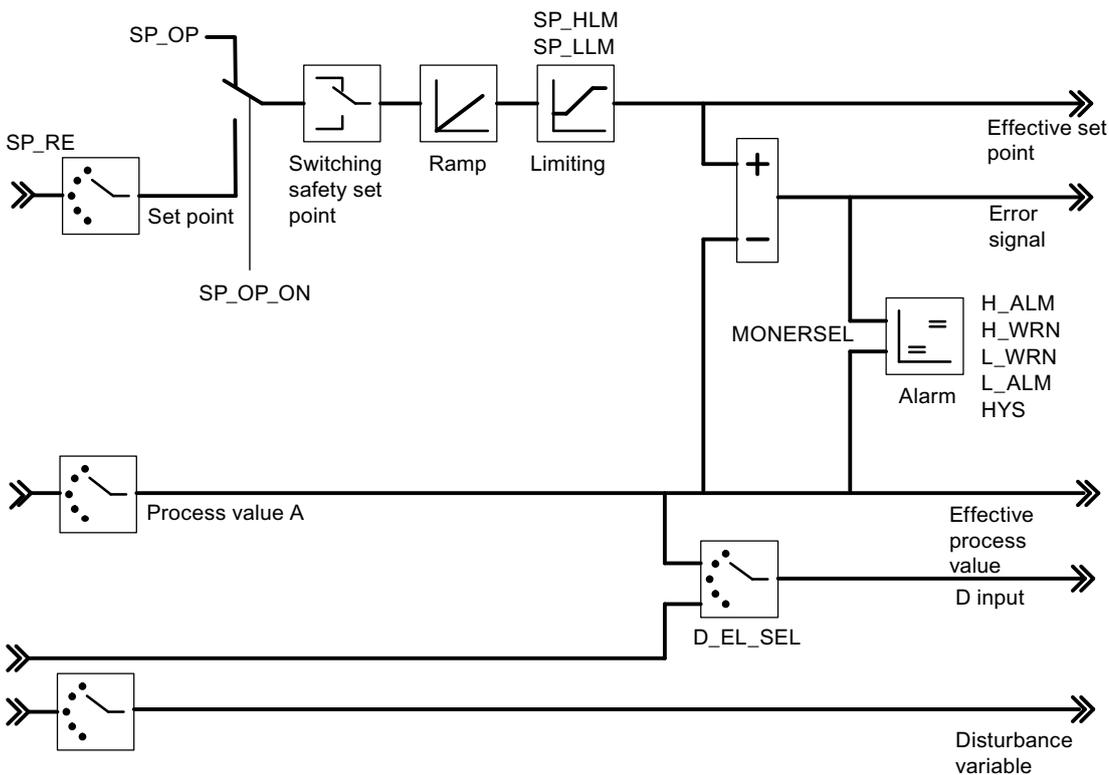 SP_HLM
SP_LLM
SP_OP
SP_RE
Set point
Switching
safety set
point
Ramp
Limiting
Effective set
point
+
−
Error
signal
SP_OP_ON
MONERSEL
Alarm
H_ALM
H_WRN
L_WRN
L_ALM
HYS
Process value A
Effective
process
value
D input
D_EL_SEL
Disturbance
variable